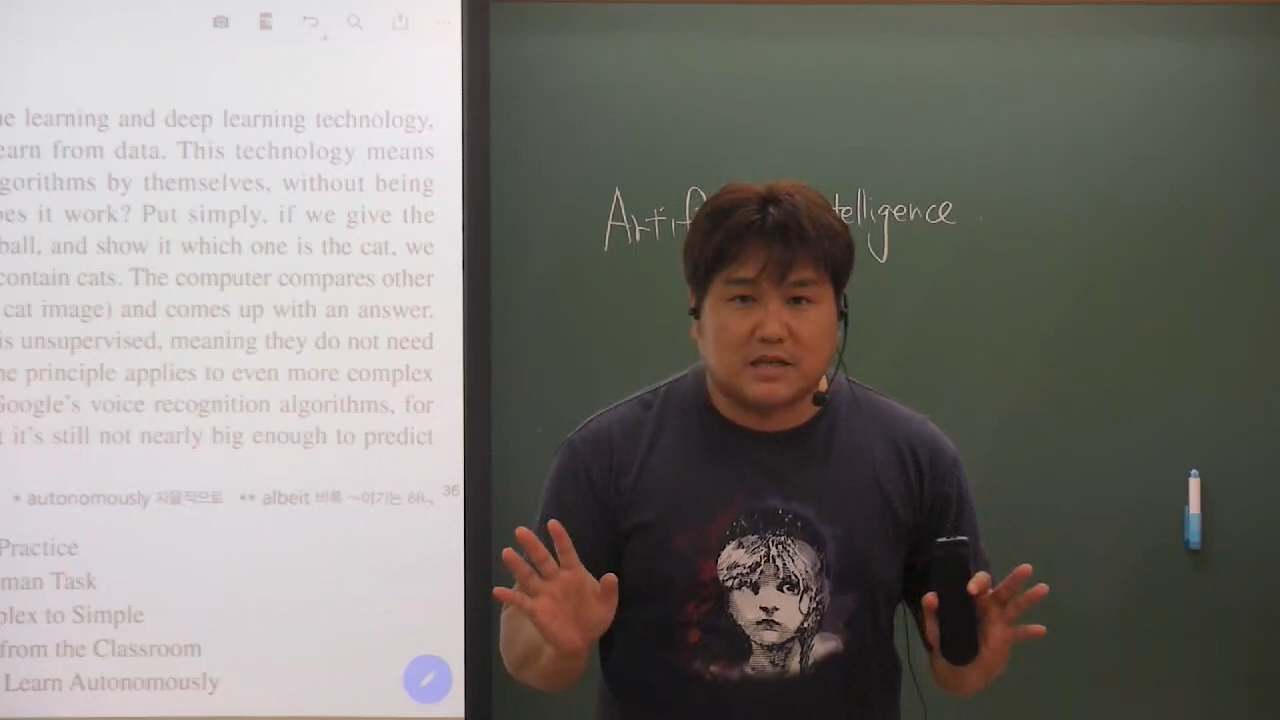 ne learning and deep learning technology,
earn from data. This technology means
gorithms by themselves, without being
oes it work? Put simply, if we give the
ball, and show it which one is the cat, we
contain cats. The computer compares other
cat image) and comes up with an answer.
is unsupervised, meaning they do not need
he principle applies to even more complex
Google's voice recognition algorithms, for
t it's still not nearly big enough to predict
* autonomously 자율적으로 ** albeit 비록 ~이기는 하나
36
Practice
man Task
plex to Simple
from the Classroom
Learn Autonomously
Artif telligence